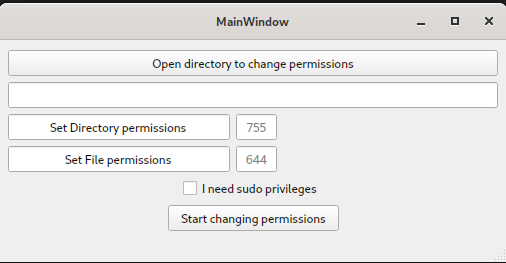 MainWindow
Open directory to change permissions
Set Directory permissions 755
Set File permissions 644
I need sudo privileges
Start changing permissions